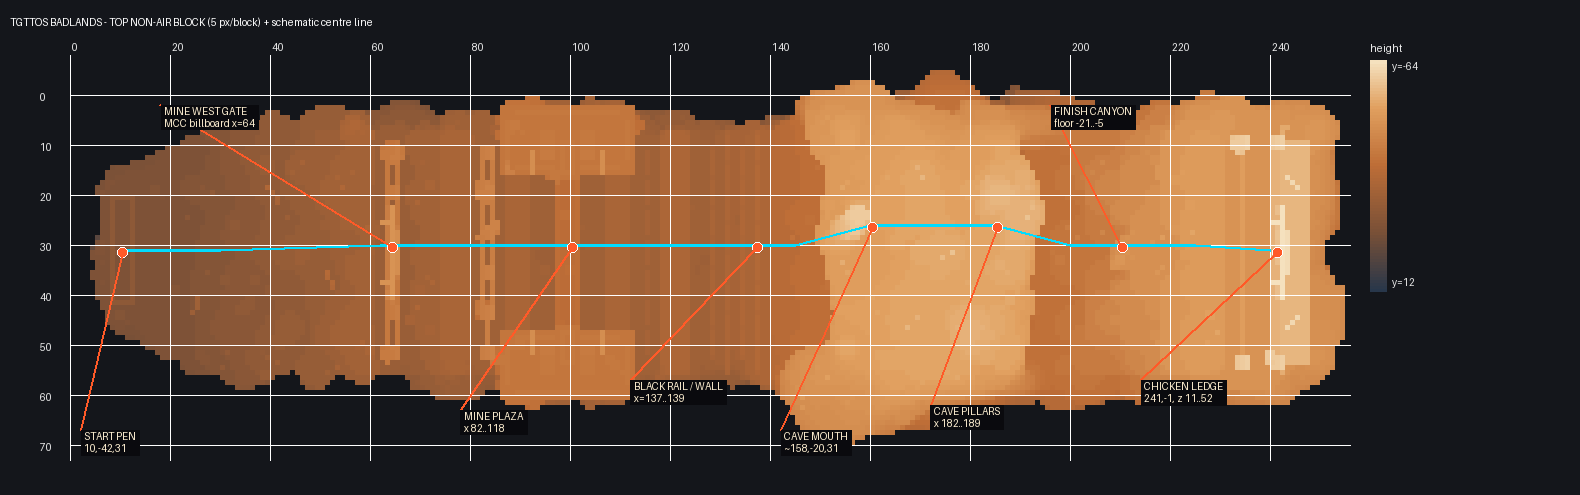 TGTTOS BADLANDS - TOP NON-AIR BLOCK (5 px/block) + schematic centre line
0 20 40 60 80 100 120 140 160 180 200 220 240
height
y=-64
y=12
0
10
20
30
40
50
60
70
MINE WEST GATE
MCC billboard x=64
FINISH CANYON
floor -21..-5
BLACK RAIL / WALL
x=137..139
CHICKEN LEDGE
241,-1, z 11..52
MINE PLAZA
x 82..118
CAVE PILLARS
x 182..189
START PEN
10,-42,31
CAVE MOUTH
~158,-20,31